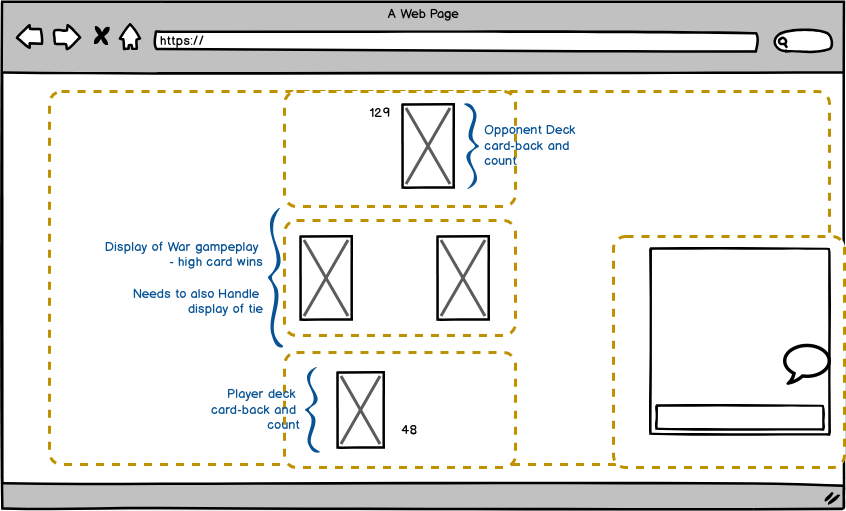 A Web Page
https://
129
Opponent Deck
card-back and
count
Display of War gampeplay
- high card wins
Needs to also Handle
display of tie
Player deck
card-back and
count
48